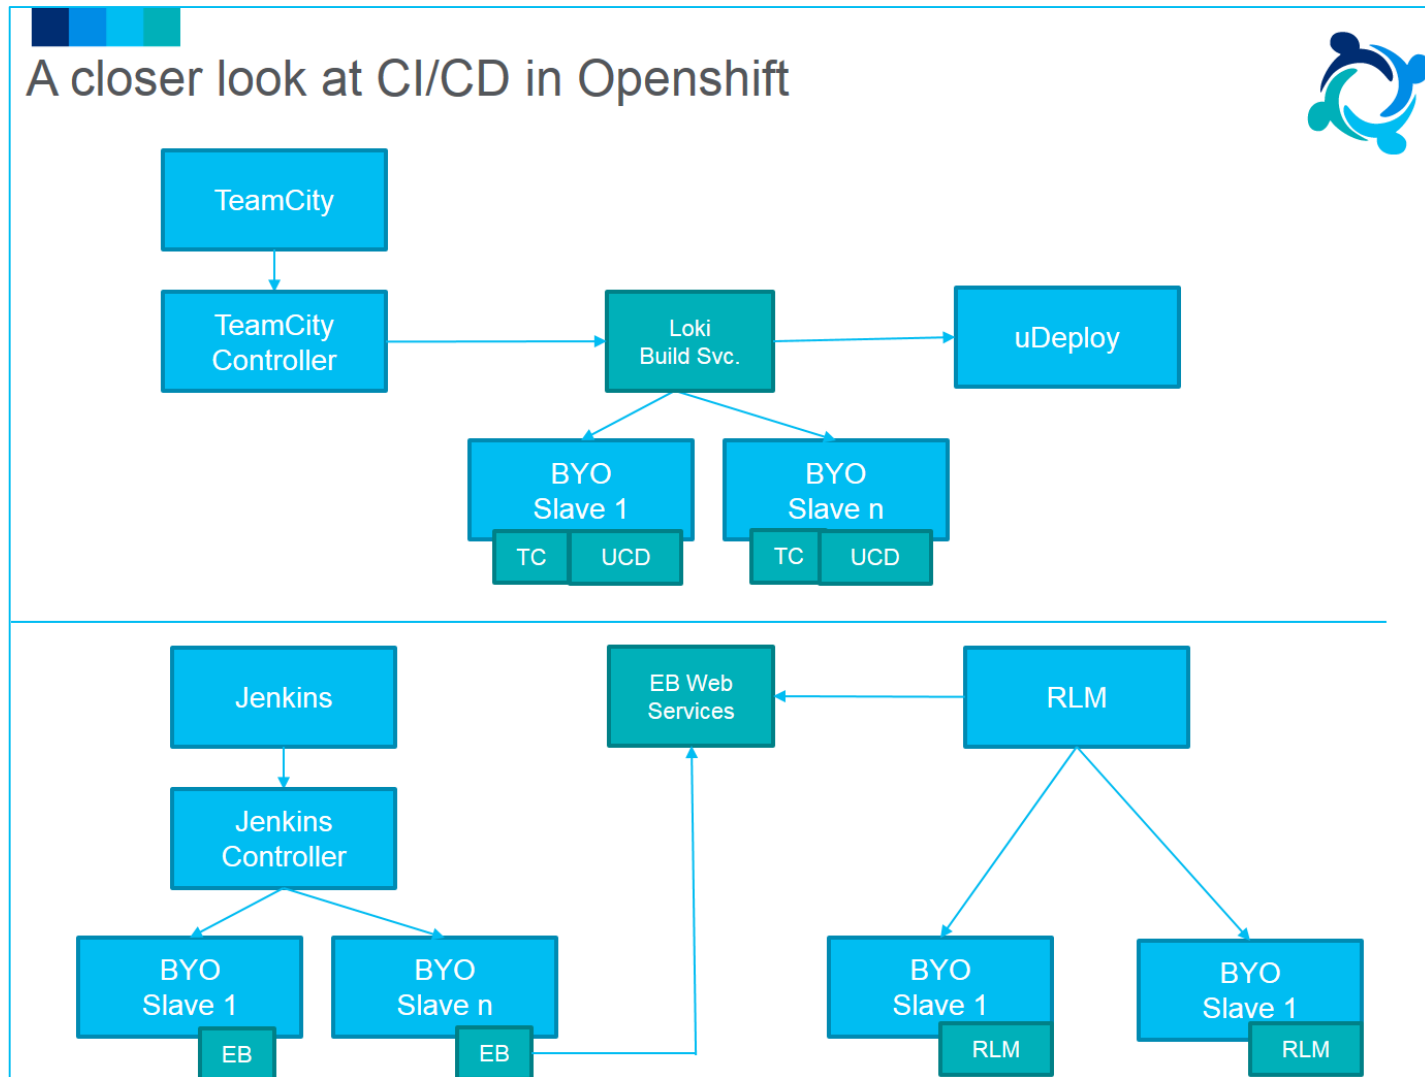 A closer look at CI/CD in Openshift
TeamCity
TeamCity
Controller
Loki
Build Svc.
uDeploy
BYO
Slave 1
TC
UCD
BYO
Slave n
TC
UCD
Jenkins
EB Web
Services
RLM
Jenkins
Controller
BYO
Slave 1
EB
BYO
Slave n
EB
BYO
Slave 1
RLM
BYO
Slave 1
RLM